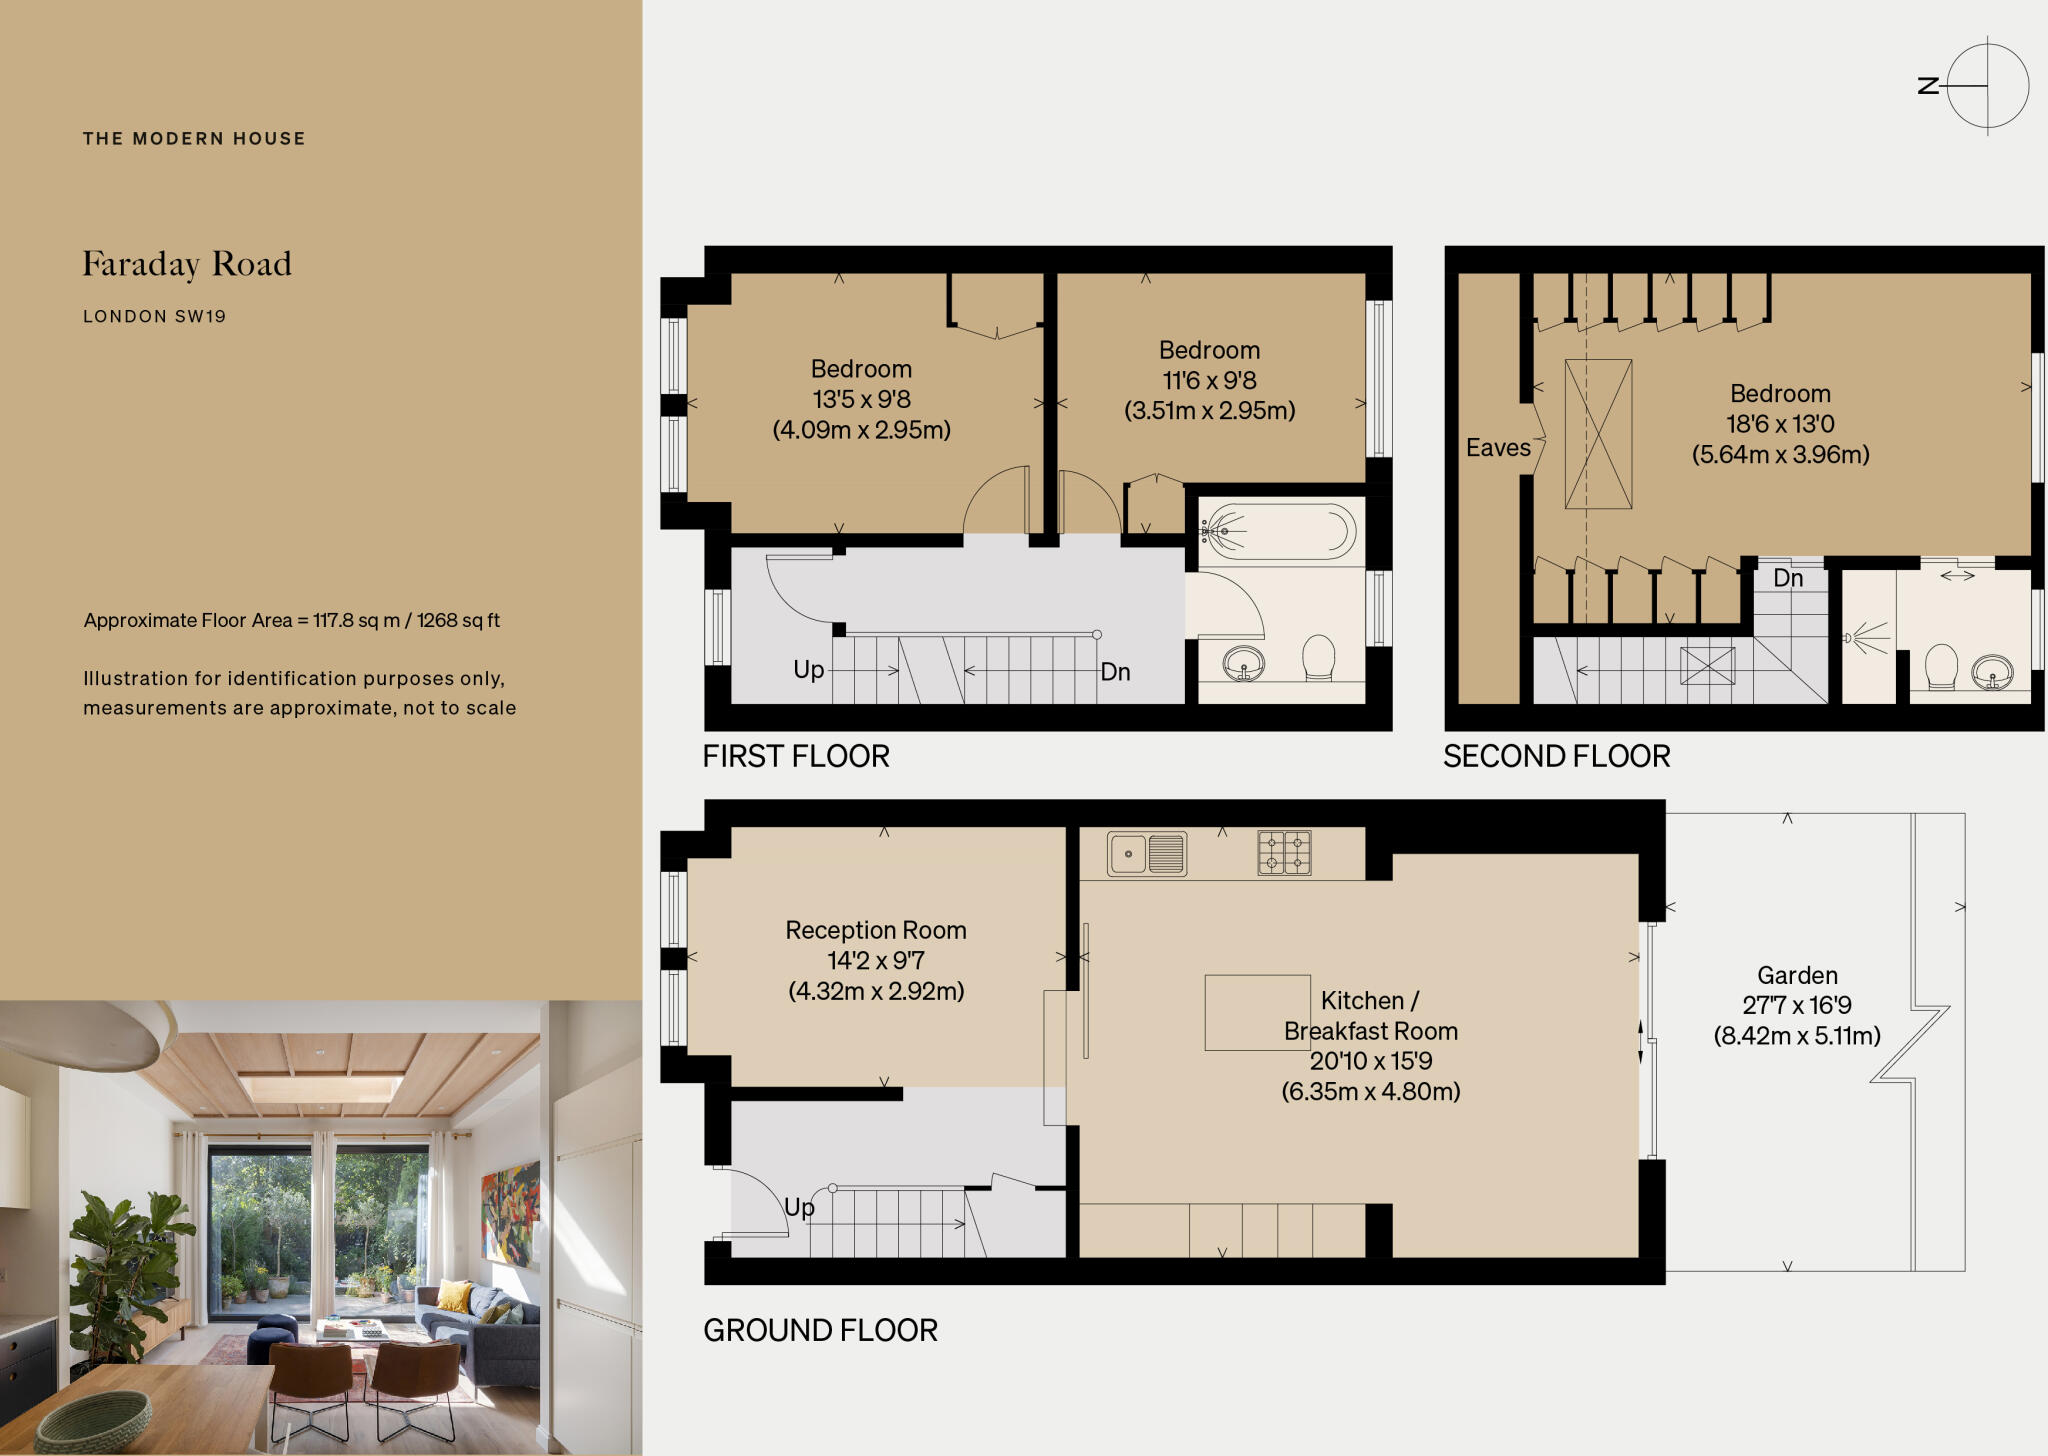 THE MODERN HOUSE
Faraday Road
LONDON SW19
Approximate Floor Area = 117.8 sq m / 1268 sq ft
Illustration for identification purposes only,
measurements are approximate, not to scale
N
Bedroom
13'5 x 9'8
(4.09m x 2.95m)
Bedroom
11'6 x 9'8
(3.51m x 2.95m)
Up
Dn
FIRST FLOOR
Eaves
Bedroom
18'6 x 13'0
(5.64m x 3.96m)
Dn
SECOND FLOOR
Reception Room
14'2 x 9'7
(4.32m x 2.92m)
Kitchen /
Breakfast Room
20'10 x 15'9
(6.35m x 4.80m)
Garden
27'7 x 16'9
(8.42m x 5.11m)
Up
GROUND FLOOR